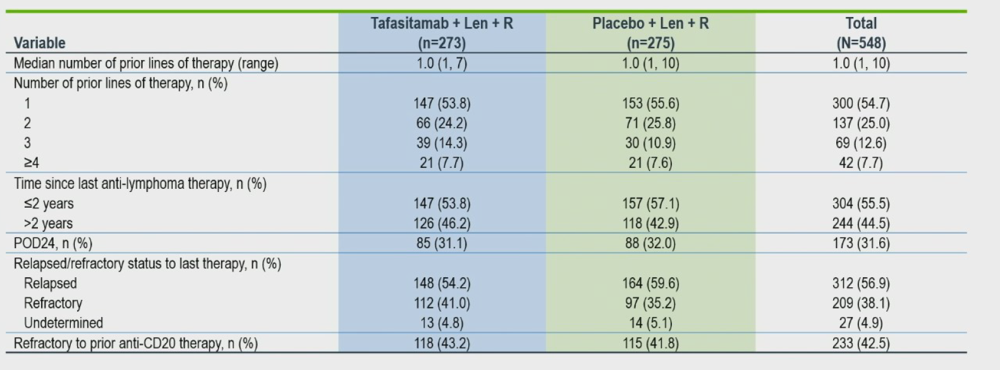 Variable Tafasitamab + Len + R (n=273) Placebo + Len + R (n=275) Total (N=548)
Median number of prior lines of therapy (range) 1.0 (1, 7) 1.0 (1, 10) 1.0 (1, 10)
Number of prior lines of therapy, n (%)
1 147 (53.8) 153 (55.6) 300 (54.7)
2 66 (24.2) 71 (25.8) 137 (25.0)
3 39 (14.3) 30 (10.9) 69 (12.6)
≥4 21 (7.7) 21 (7.6) 42 (7.7)
Time since last anti-lymphoma therapy, n (%)
≤2 years 147 (53.8) 157 (57.1) 304 (55.5)
>2 years 126 (46.2) 118 (42.9) 244 (44.5)
POD24, n (%) 85 (31.1) 88 (32.0) 173 (31.6)
Relapsed/refractory status to last therapy, n (%)
Relapsed 148 (54.2) 164 (59.6) 312 (56.9)
Refractory 112 (41.0) 97 (35.2) 209 (38.1)
Undetermined 13 (4.8) 14 (5.1) 27 (4.9)
Refractory to prior anti-CD20 therapy, n (%) 118 (43.2) 115 (41.8) 233 (42.5)